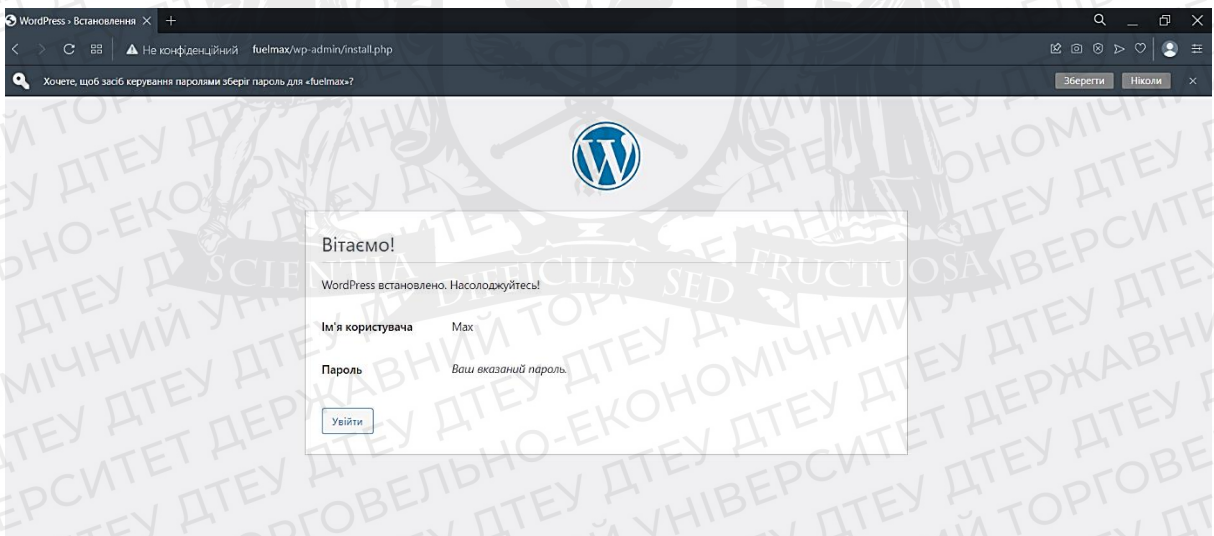 WordPress › Встановлення
Не конфіденційний fuelmax/wp-admin/install.php
Хочете, щоб засіб керування паролями зберіг пароль для «fuelmax»?
Зберегти Ніколи
Вітаємо!
SCIENTIA DIFFICILIS SED FRUCTUOSA
WordPress встановлено. Насолоджуйтесь!
Ім'я користувача Max
Пароль Ваш вказаний пароль.
Увійти